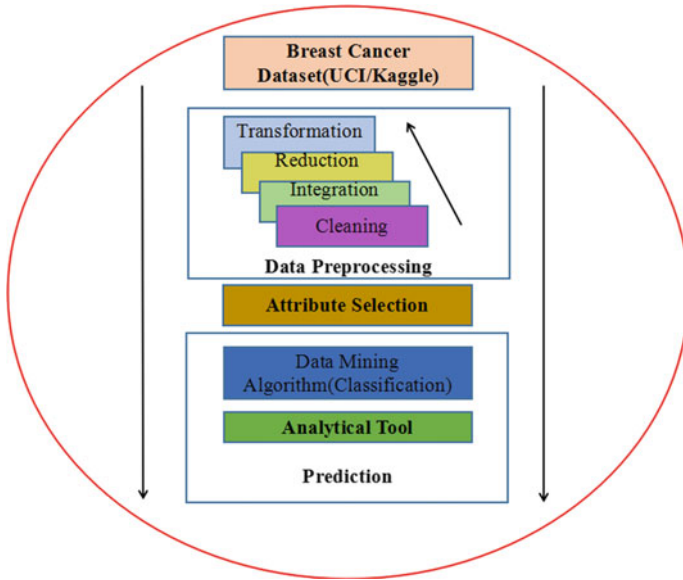 Breast Cancer
Dataset(UCI/Kaggle)
Transformation
Reduction
Integration
Cleaning
Data Preprocessing
Attribute Selection
Data Mining
Algorithm(Classification)
Analytical Tool
Prediction